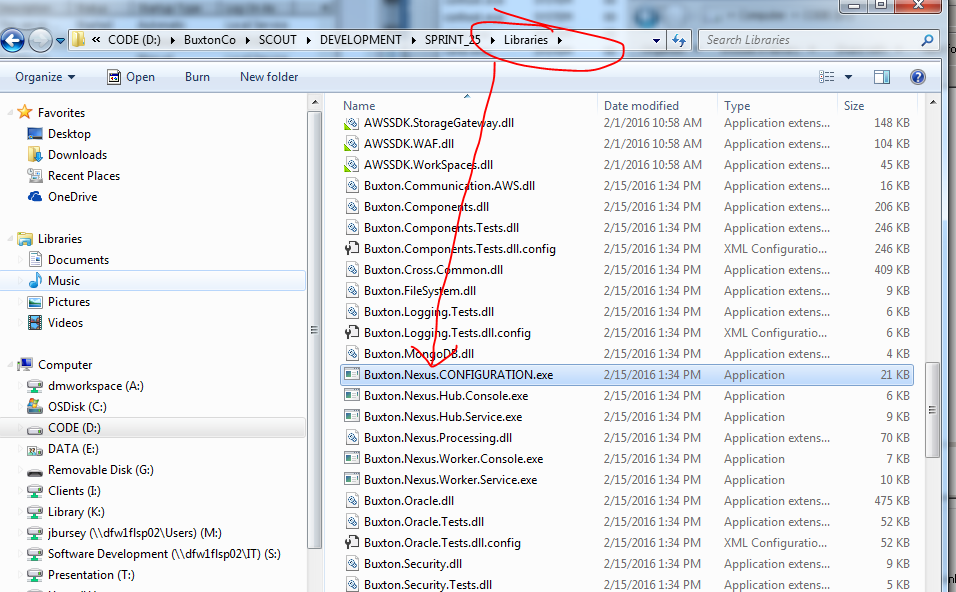 « CODE (D:) ▸ BuxtonCo ▸ SCOUT ▸ DEVELOPMENT ▸ SPRINT_25 ▸ Libraries ▸ Search Libraries
Organize Open Burn New folder
Favorites
Desktop
Downloads
Recent Places
OneDrive
Libraries
Documents
Music
Pictures
Videos
Computer
dmworkspace (A:)
OSDisk (C:)
CODE (D:)
DATA (E:)
Removable Disk (G:)
Clients (I:)
Library (K:)
jbursey (\\dfw1flsp02\Users) (M:)
Software Development (\\dfw1flsp02\IT) (S:)
Presentation (T:)
Name Date modified Type Size
AWSSDK.StorageGateway.dll 2/1/2016 10:58 AM Application extens... 148 KB
AWSSDK.WAF.dll 2/1/2016 10:58 AM Application extens... 104 KB
AWSSDK.WorkSpaces.dll 2/1/2016 10:58 AM Application extens... 45 KB
Buxton.Communication.AWS.dll 2/15/2016 1:34 PM Application extens... 16 KB
Buxton.Components.dll 2/15/2016 1:34 PM Application extens... 206 KB
Buxton.Components.Tests.dll 2/15/2016 1:34 PM Application extens... 246 KB
Buxton.Components.Tests.dll.config 2/15/2016 1:34 PM XML Configuratio... 246 KB
Buxton.Cross.Common.dll 2/15/2016 1:34 PM Application extens... 409 KB
Buxton.FileSystem.dll 2/15/2016 1:34 PM Application extens... 9 KB
Buxton.Logging.Tests.dll 2/15/2016 1:34 PM Application extens... 6 KB
Buxton.Logging.Tests.dll.config 2/15/2016 1:34 PM XML Configuratio... 6 KB
Buxton.MongoDB.dll 2/15/2016 1:34 PM Application extens... 4 KB
Buxton.Nexus.CONFIGURATION.exe 2/15/2016 1:34 PM Application 21 KB
Buxton.Nexus.Hub.Console.exe 2/15/2016 1:34 PM Application 6 KB
Buxton.Nexus.Hub.Service.exe 2/15/2016 1:34 PM Application 9 KB
Buxton.Nexus.Processing.dll 2/15/2016 1:34 PM Application extens... 70 KB
Buxton.Nexus.Worker.Console.exe 2/15/2016 1:34 PM Application 7 KB
Buxton.Nexus.Worker.Service.exe 2/15/2016 1:34 PM Application 10 KB
Buxton.Oracle.dll 2/15/2016 1:34 PM Application extens... 475 KB
Buxton.Oracle.Tests.dll 2/15/2016 1:34 PM Application extens... 52 KB
Buxton.Oracle.Tests.dll.config 2/15/2016 1:34 PM XML Configuratio... 52 KB
Buxton.Security.dll 2/15/2016 1:34 PM Application extens... 9 KB
Buxton.Security.Tests.dll 2/15/2016 1:34 PM Application extens... 5 KB